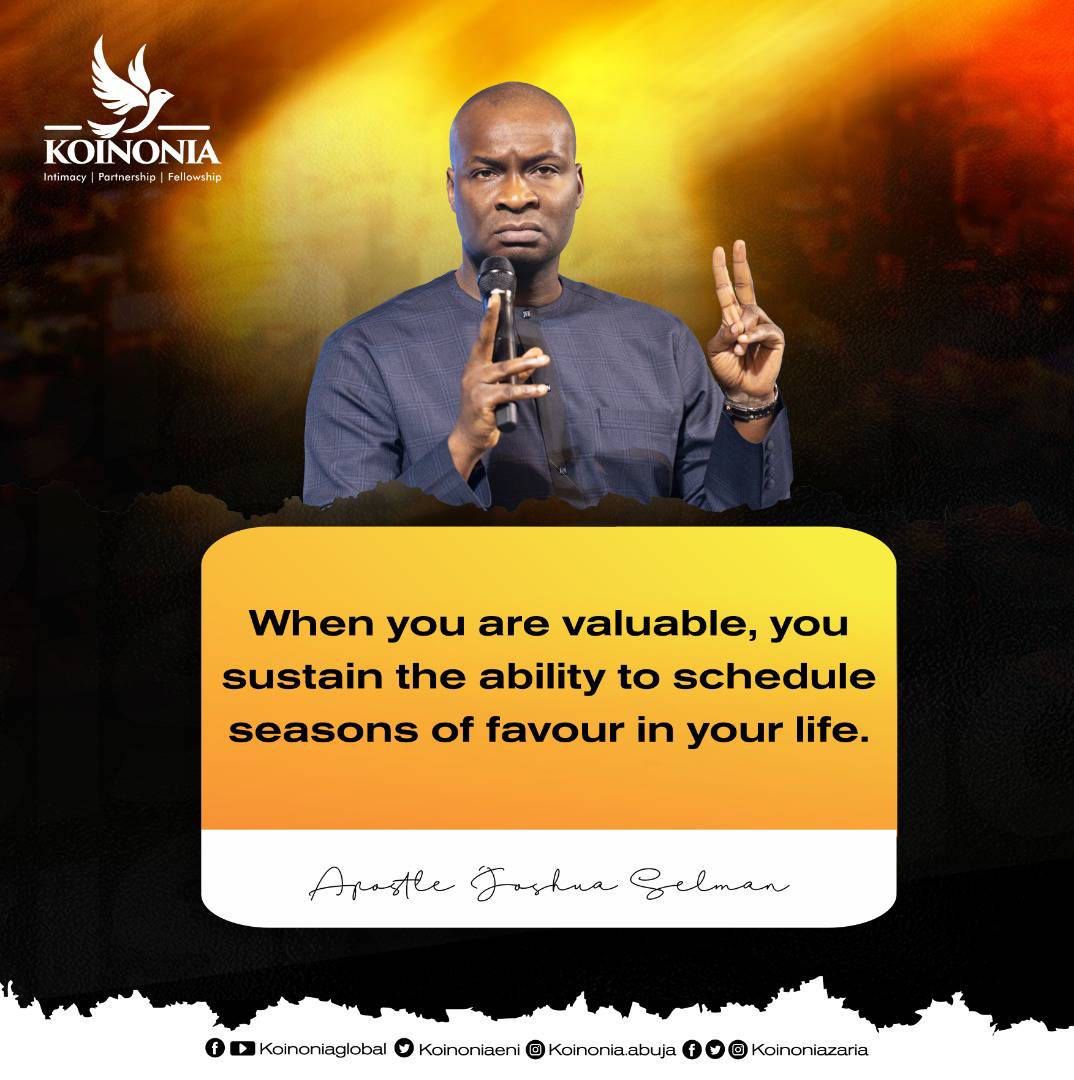 KOINONIA
Intimacy | Partnership | Fellowship
When you are valuable, you
sustain the ability to schedule
seasons of favour in your life.
Apostle Joshua Selman
Koinoniaglobal Koinoniaeni Koinonia.abuja Koinoniazaria